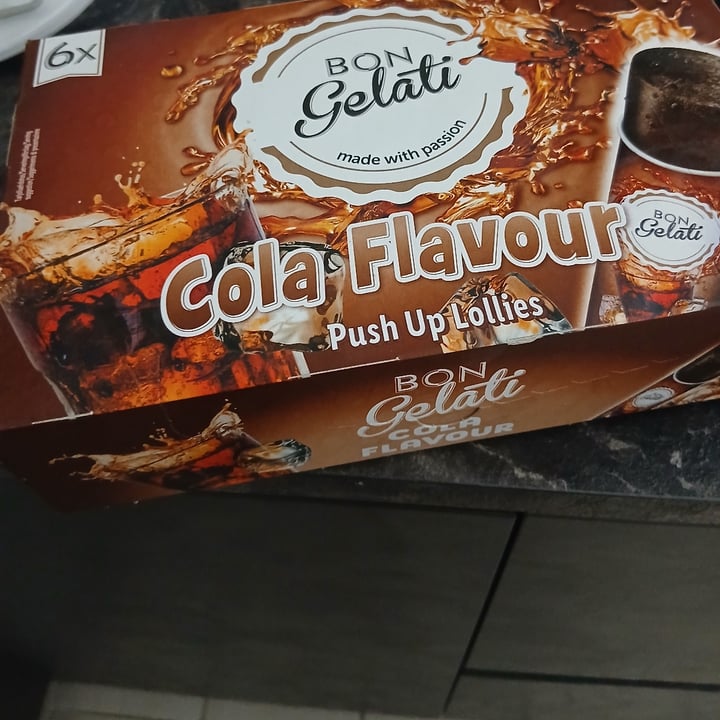 6x
BON
Gelati
made with passion
Cola Flavour
BON
Gelati
Push Up Lollies
BON
Gelati
COLA
FLAVOUR